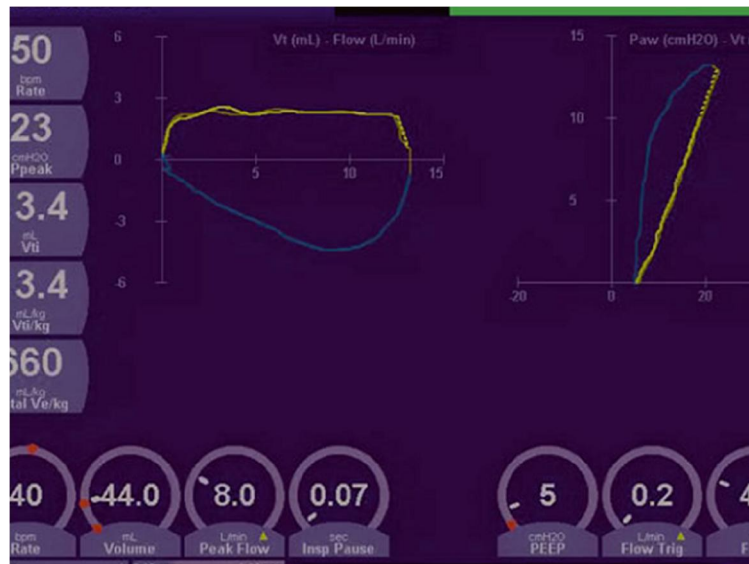 50
bpm
Rate
23
cmH2O
Ppeak
3.4
mL
Vti
3.4
mL/kg
Vti/kg
660
mL/kg
tal Ve/kg
Vt (mL) - Flow (L/min)
6
3
0
-3
-6
5
10
15
Paw (cmH2O) - Vt
15
10
5
-20
0
20
40
bpm
Rate
44.0
mL
Volume
8.0
L/min
Peak Flow
0.07
sec
Insp Pause
5
cmH2O
PEEP
0.2
L/min
Flow Trig